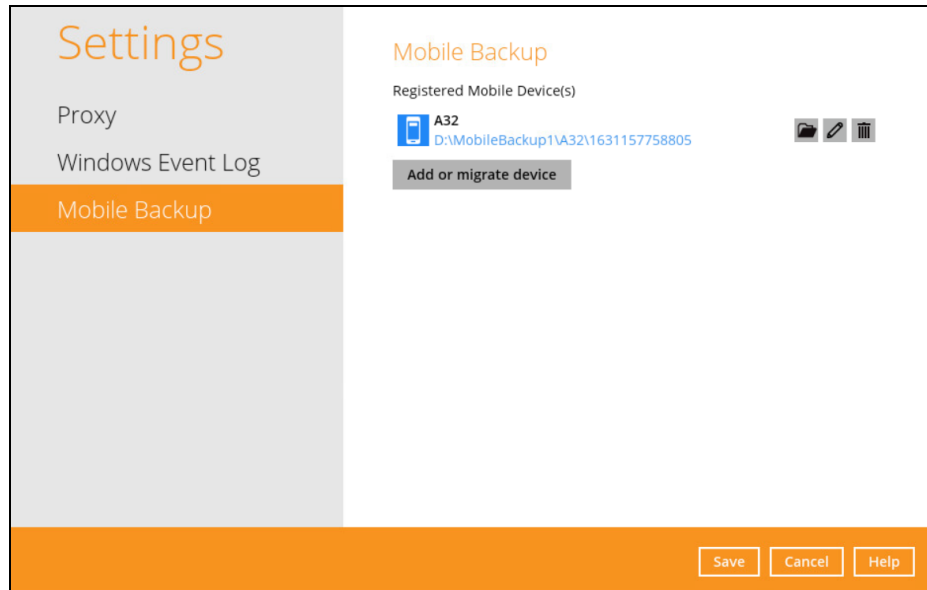 Settings
Proxy
Windows Event Log
Mobile Backup
Mobile Backup
Registered Mobile Device(s)
A32
D:\MobileBackup1\A32\1631157758805
Add or migrate device
Save
Cancel
Help